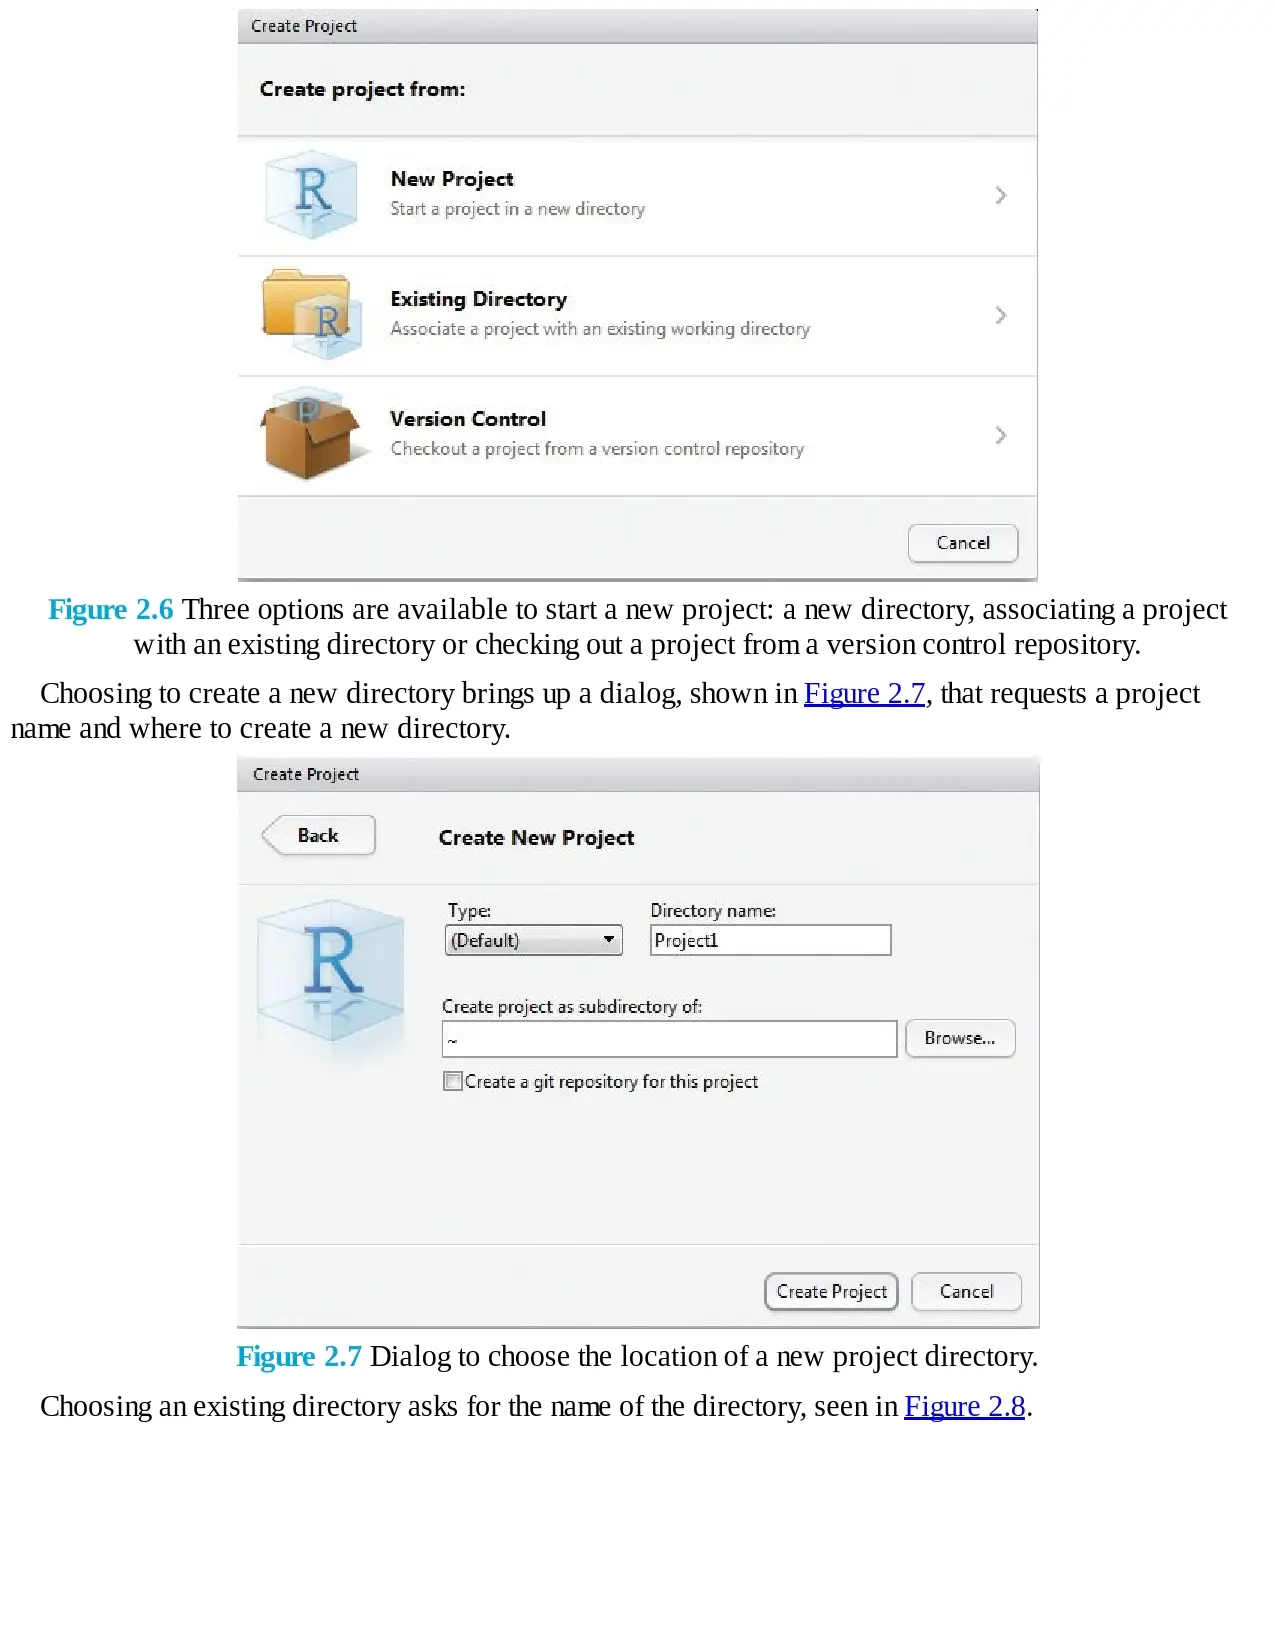 Create Project
Create project from:
R
New Project
Start a project in a new directory
R
Existing Directory
Associate a project with an existing working directory
R
Version Control
Checkout a project from a version control repository
Cancel
Figure 2.6 Three options are available to start a new project: a new directory, associating a project
with an existing directory or checking out a project from a version control repository.
Choosing to create a new directory brings up a dialog, shown in Figure 2.7, that requests a project
name and where to create a new directory.
Create Project
Back
Create New Project
R
Type:
Directory name:
(Default)
Project1
Create project as subdirectory of:
~
Browse...
Create a git repository for this project
Create Project
Cancel
Figure 2.7 Dialog to choose the location of a new project directory.
Choosing an existing directory asks for the name of the directory, seen in Figure 2.8.